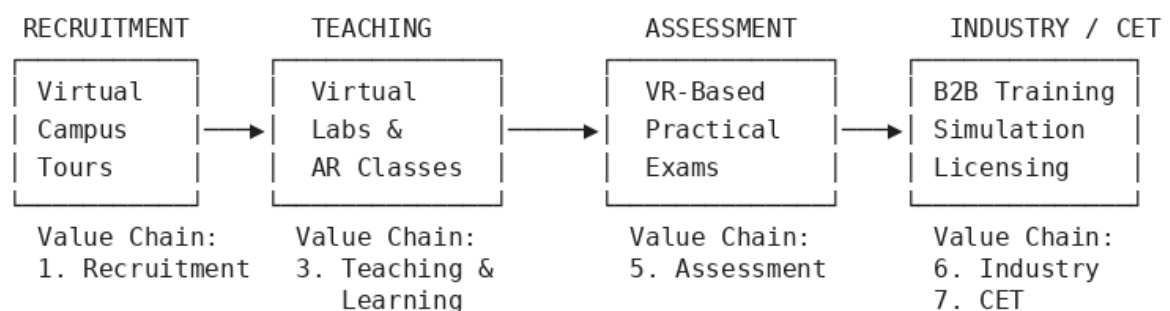 RECRUITMENT TEACHING ASSESSMENT INDUSTRY / CET
Virtual Virtual VR-Based B2B Training
Campus Labs & Practical Simulation
Tours AR Classes Exams Licensing
Value Chain: Value Chain: Value Chain: Value Chain:
1. Recruitment 3. Teaching & 5. Assessment 6. Industry
Learning 7. CET